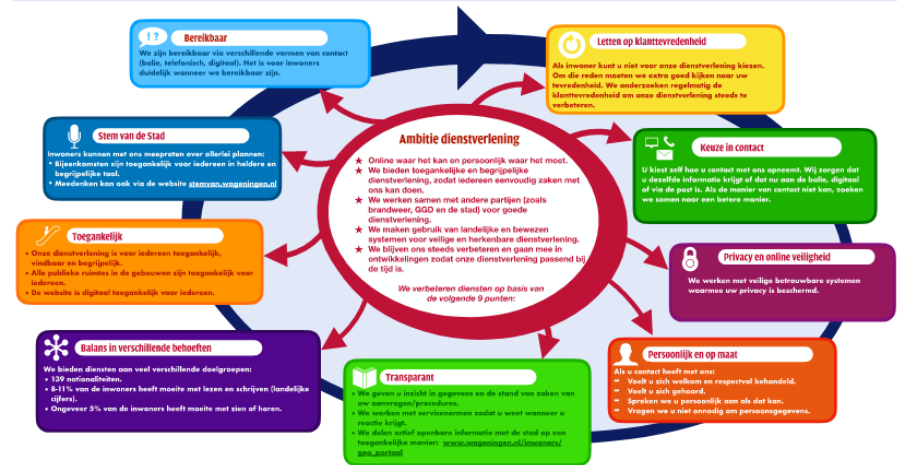 ! ?
Bereikbaar
We zijn bereikbaar via verschillende vormen van contact
(balie, telefonisch, digitaal). Het is voor inwoners
duidelijk wanneer we bereikbaar zijn.
Letten op klanttevredenheid
Als inwoner kunt u niet voor onze dienstverlening kiezen.
Om die reden moeten we extra goed kijken naar uw
tevredenheid. We onderzoeken regelmatig de
klanttevredenheid om onze dienstverlening steeds te
verbeteren.
Stem van de Stad
Inwoners kunnen met ons meepraten over allerlei plannen:
• Bijeenkomsten zijn toegankelijk voor iedereen in heldere en
begrijpelijke taal.
• Meedenken kan ook via de website stemvan.wageningen.nl
Ambitie dienstverlening
★ Online waar het kan en persoonlijk waar het moet.
★ We bieden toegankelijke en begrijpelijke
dienstverlening, zodat iedereen eenvoudig zaken met
ons kan doen.
★ We werken samen met andere partijen (zoals
brandweer, GGD en de stad) voor goede
dienstverlening.
★ We maken gebruik van landelijke en bewezen
systemen voor veilige en herkenbare dienstverlening.
★ We blijven ons steeds verbeteren en gaan mee in
ontwikkelingen zodat onze dienstverlening passend bij
de tijd is.
We verbeteren diensten op basis van
de volgende 9 punten:
Keuze in contact
U kiest zelf hoe u contact met ons opneemt. Wij zorgen dat
u dezelfde informatie krijgt of dat nu aan de balie, digitaal
of via de post is. Als de manier van contact niet kan, zoeken
we samen naar een betere manier.
Toegankelijk
• Onze dienstverlening is voor iedereen toegankelijk,
vindbaar en begrijpelijk.
• Alle publieke ruimtes in de gebouwen zijn toegankelijk voor
iedereen.
• De website is digitaal toegankelijk voor iedereen.
Privacy en online veiligheid
We werken met veilige betrouwbare systemen
waarmee uw privacy is beschermd.
Balans in verschillende behoeften
We bieden diensten aan veel verschillende doelgroepen:
• 139 nationaliteiten.
• 8-11% van de inwoners heeft moeite met lezen en schrijven (landelijke
cijfers).
• Ongeveer 5% van de inwoners heeft moeite met zien of horen.
Transparant
• We geven u inzicht in gegevens en de stand van zaken van
uw aanvragen/procedures.
• We werken met servicenormen zodat u weet wanneer u
reactie krijgt.
• We delen actief openbare informatie met de stad op een
toegankelijke manier: www.wageningen.nl/inwoners/
geo_portaal
Persoonlijk en op maat
Als u contact heeft met ons:
– Voelt u zich welkom en respectvol behandeld.
– Voelt u zich gehoord.
– Spreken we u persoonlijk aan als dat kan.
– Vragen we u niet onnodig om persoonsgegevens.